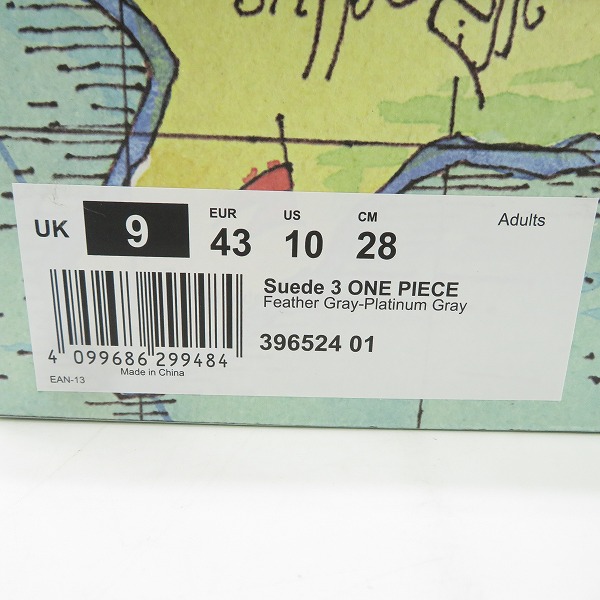 EUR US CM
UK 9 43 10 28 Adults
Suede 3 ONE PIECE
Feather Gray-Platinum Gray
396524 01
4 099686 299484
Made in China
EAN-13